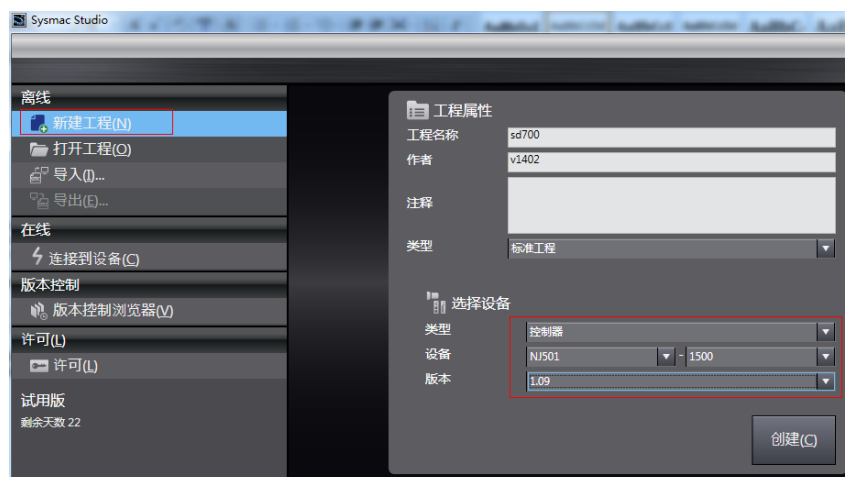 Sysmac Studio
离线
新建工程(N)
打开工程(O)
导入(I)...
导出(E)...
在线
连接到设备(C)
版本控制
版本控制浏览器(V)
许可(L)
许可(L)
试用版
剩余天数 22
工程属性
工程名称 sd700
作者 v1402
注释
类型 标准工程
选择设备
类型 控制器
设备 NJ501 - 1500
版本 1.09
创建(C)